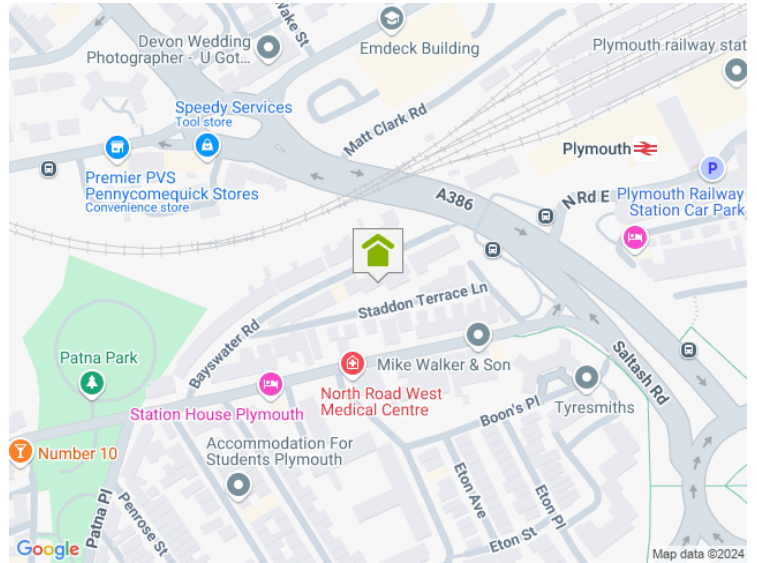 Wake St
Devon Wedding
Photographer - U Got...
Emdeck Building
Plymouth railway stat
Speedy Services
Tool store
Matt Clark Rd
Plymouth
Premier PVS
Pennycomequick Stores
Convenience store
A386
N Rd E
P
Plymouth Railway
Station Car Park
Staddon Terrace Ln
Bayswater Rd
Saltash Rd
Patna Park
Mike Walker & Son
North Road West
Medical Centre
Station House Plymouth
Tyresmiths
Boon's Pl
Number 10
Accommodation For
Students Plymouth
Patna Pl
Penrose St
Eton Ave
Eton Pl
Eton St
Google
Map data ©2024